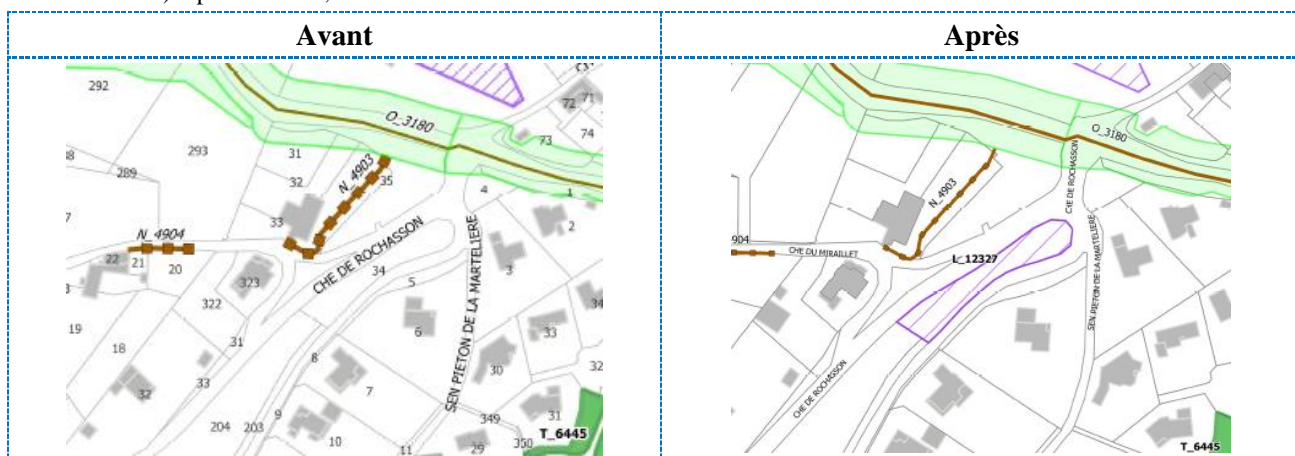 Avant
Après
292
O_3180
72
71
73
74
293
31
289
N_4903
35
32
4
1
33
2
N_4904
CHE DE ROCHASSON
22
21
20
323
34
3
5
SEN PIETON DE LA MARTELIERE
322
34
6
19
31
33
18
8
32
33
30
7
32
9
349
31
204
203
10
11
29
350
T_6445
O_3180
CHE DE ROCHASSON
N_4903
904
CHE DU MIRAILLET
L_12327
SEN PIETON DE LA MARTELIERE
CHE DE ROCHASSON
T_6445